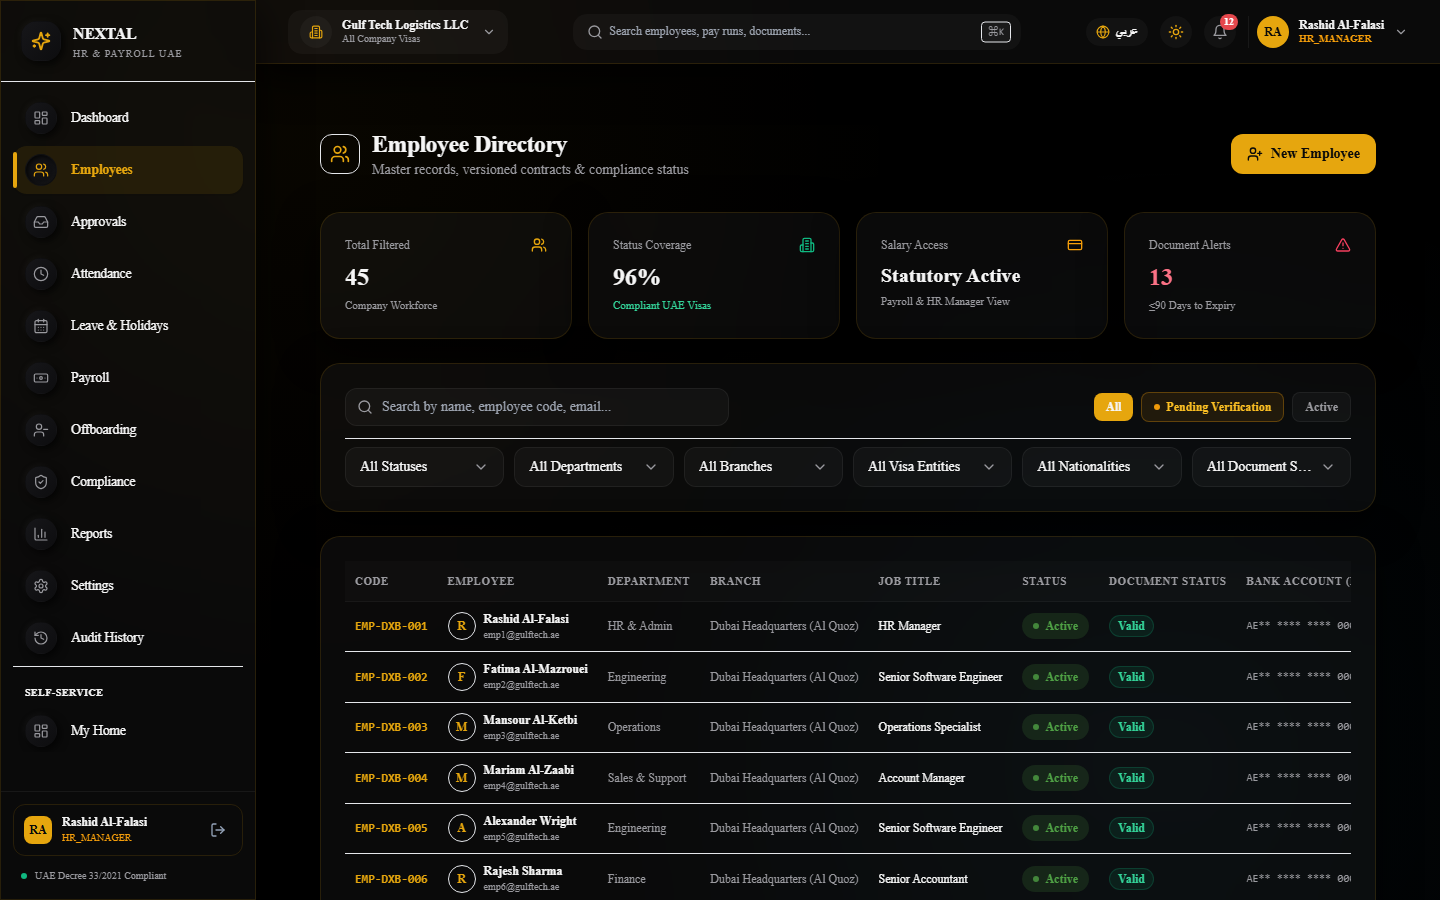 NEXTAL
HR & PAYROLL UAE
Dashboard
Employees
Approvals
Attendance
Leave & Holidays
Payroll
Offboarding
Compliance
Reports
Settings
Audit History
SELF-SERVICE
My Home
RA
Rashid Al-Falasi
HR_MANAGER
UAE Decree 33/2021 Compliant
Gulf Tech Logistics LLC
All Company Visas
Search employees, pay runs, documents...
⌘K
عربي
12
RA
Rashid Al-Falasi
HR_MANAGER
Employee Directory
Master records, versioned contracts & compliance status
New Employee
Total Filtered
45
Company Workforce
Status Coverage
96%
Compliant UAE Visas
Salary Access
Statutory Active
Payroll & HR Manager View
Document Alerts
13
≤90 Days to Expiry
Search by name, employee code, email...
All
Pending Verification
Active
All Statuses
All Departments
All Branches
All Visa Entities
All Nationalities
All Document S...
CODE EMPLOYEE DEPARTMENT BRANCH JOB TITLE STATUS DOCUMENT STATUS BANK ACCOUNT
EMP-DXB-001 R Rashid Al-Falasi HR & Admin Dubai Headquarters (Al Quoz) HR Manager Active Valid AE** **** **** 00
emp1@gulftech.ae
EMP-DXB-002 F Fatima Al-Mazrouei Engineering Dubai Headquarters (Al Quoz) Senior Software Engineer Active Valid AE** **** **** 00
emp2@gulftech.ae
EMP-DXB-003 M Mansour Al-Ketbi Operations Dubai Headquarters (Al Quoz) Operations Specialist Active Valid AE** **** **** 00
emp3@gulftech.ae
EMP-DXB-004 M Mariam Al-Zaabi Sales & Support Dubai Headquarters (Al Quoz) Account Manager Active Valid AE** **** **** 00
emp4@gulftech.ae
EMP-DXB-005 A Alexander Wright Engineering Dubai Headquarters (Al Quoz) Senior Software Engineer Active Valid AE** **** **** 00
emp5@gulftech.ae
EMP-DXB-006 R Rajesh Sharma Finance Dubai Headquarters (Al Quoz) Senior Accountant Active Valid AE** **** **** 00
emp6@gulftech.ae